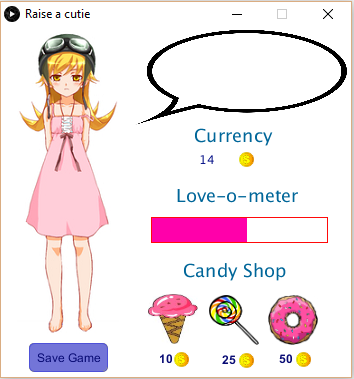 Raise a cutie
Currency
14
Love-o-meter
Candy Shop
10 25 50
Save Game